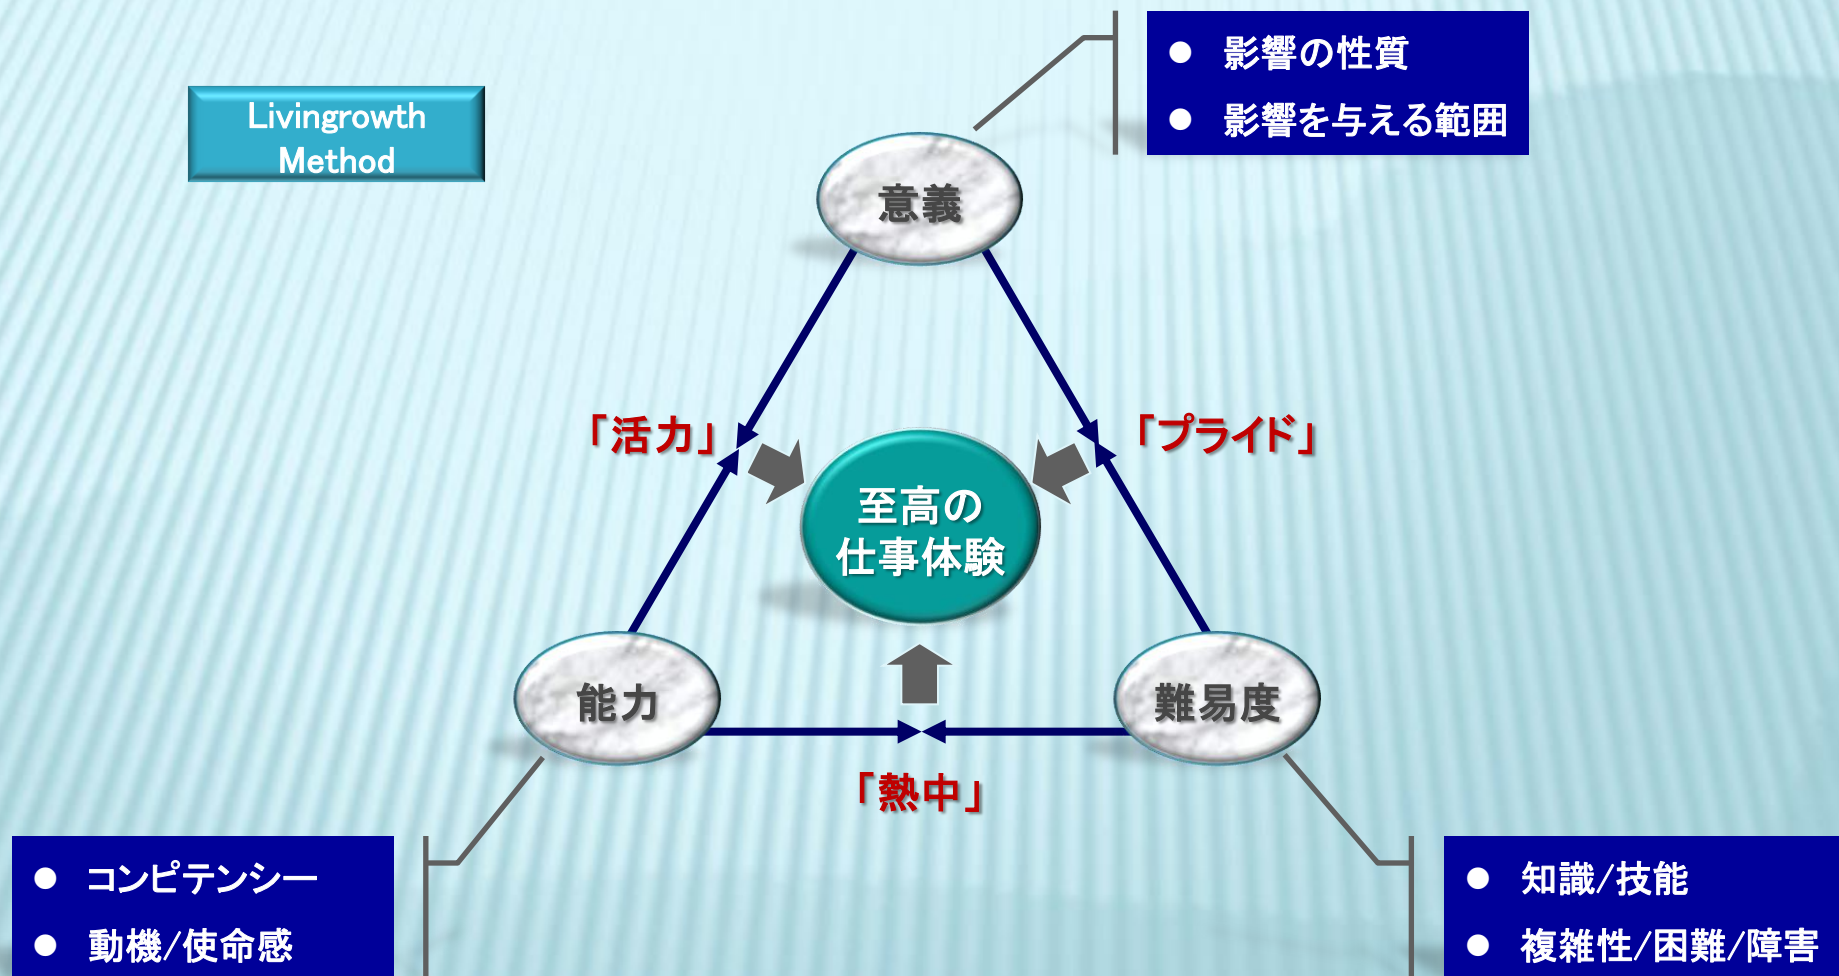 Livingrowth
Method
● 影響の性質
● 影響を与える範囲
意義
「活力」
「プライド」
至高の
仕事体験
能力
難易度
「熱中」
● コンピテンシー
● 動機/使命感
● 知識/技能
● 複雑性/困難/障害